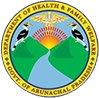 DEPARTMENT OF HEALTH & FAMILY WELFARE
GOVT. OF ARUNACHAL PRADESH